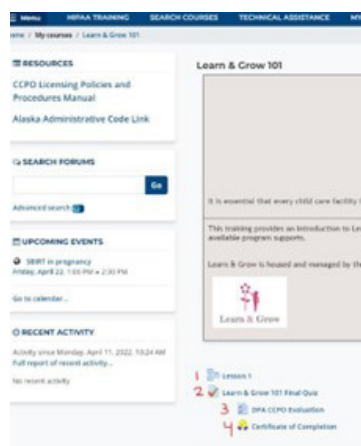 Menu HIPAA TRAINING SEARCH COURSES TECHNICAL ASSISTANCE
Home / My courses / Learn & Grow 101
RESOURCES
CCPO Licensing Policies and
Procedures Manual
Alaska Administrative Code Link
SEARCH FORUMS
Go
Advanced search
UPCOMING EVENTS
SBIRT in pregnancy
Friday, April 22, 1:00 PM » 2:30 PM
Go to calendar...
RECENT ACTIVITY
Activity since Monday, April 11, 2022, 10:24 AM
Full report of recent activity...
No recent activity
Learn & Grow 101
It is essential that every child care facility
This training provides an introduction to
available program supports.
Learn & Grow is housed and managed by the
Learn & Grow
1 Lesson 1
2 Learn & Grow 101 Final Quiz
3 DPA CCPO Evaluation
4 Certificate of Completion